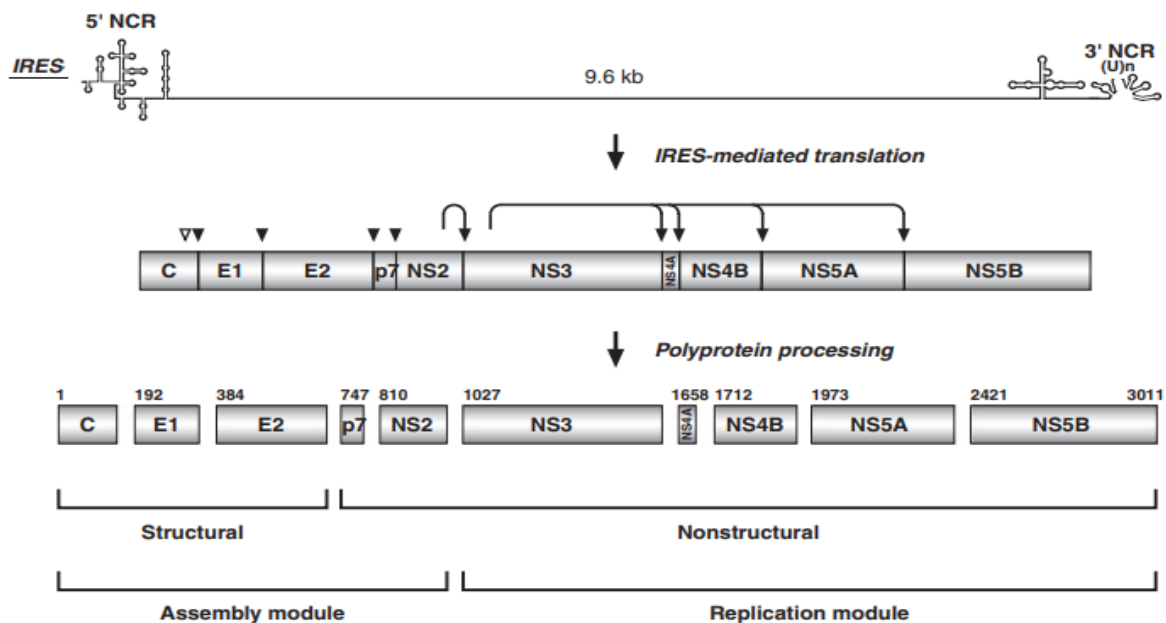 5' NCR
IRES
9.6 kb
3' NCR
(U)n
IRES-mediated translation
C E1 E2 p7 NS2 NS3 NS4A NS4B NS5A NS5B
Polyprotein processing
1 192 384 747 810 1027 1658 1712 1973 2421 3011
C E1 E2 p7 NS2 NS3 NS4A NS4B NS5A NS5B
Structural Nonstructural
Assembly module Replication module